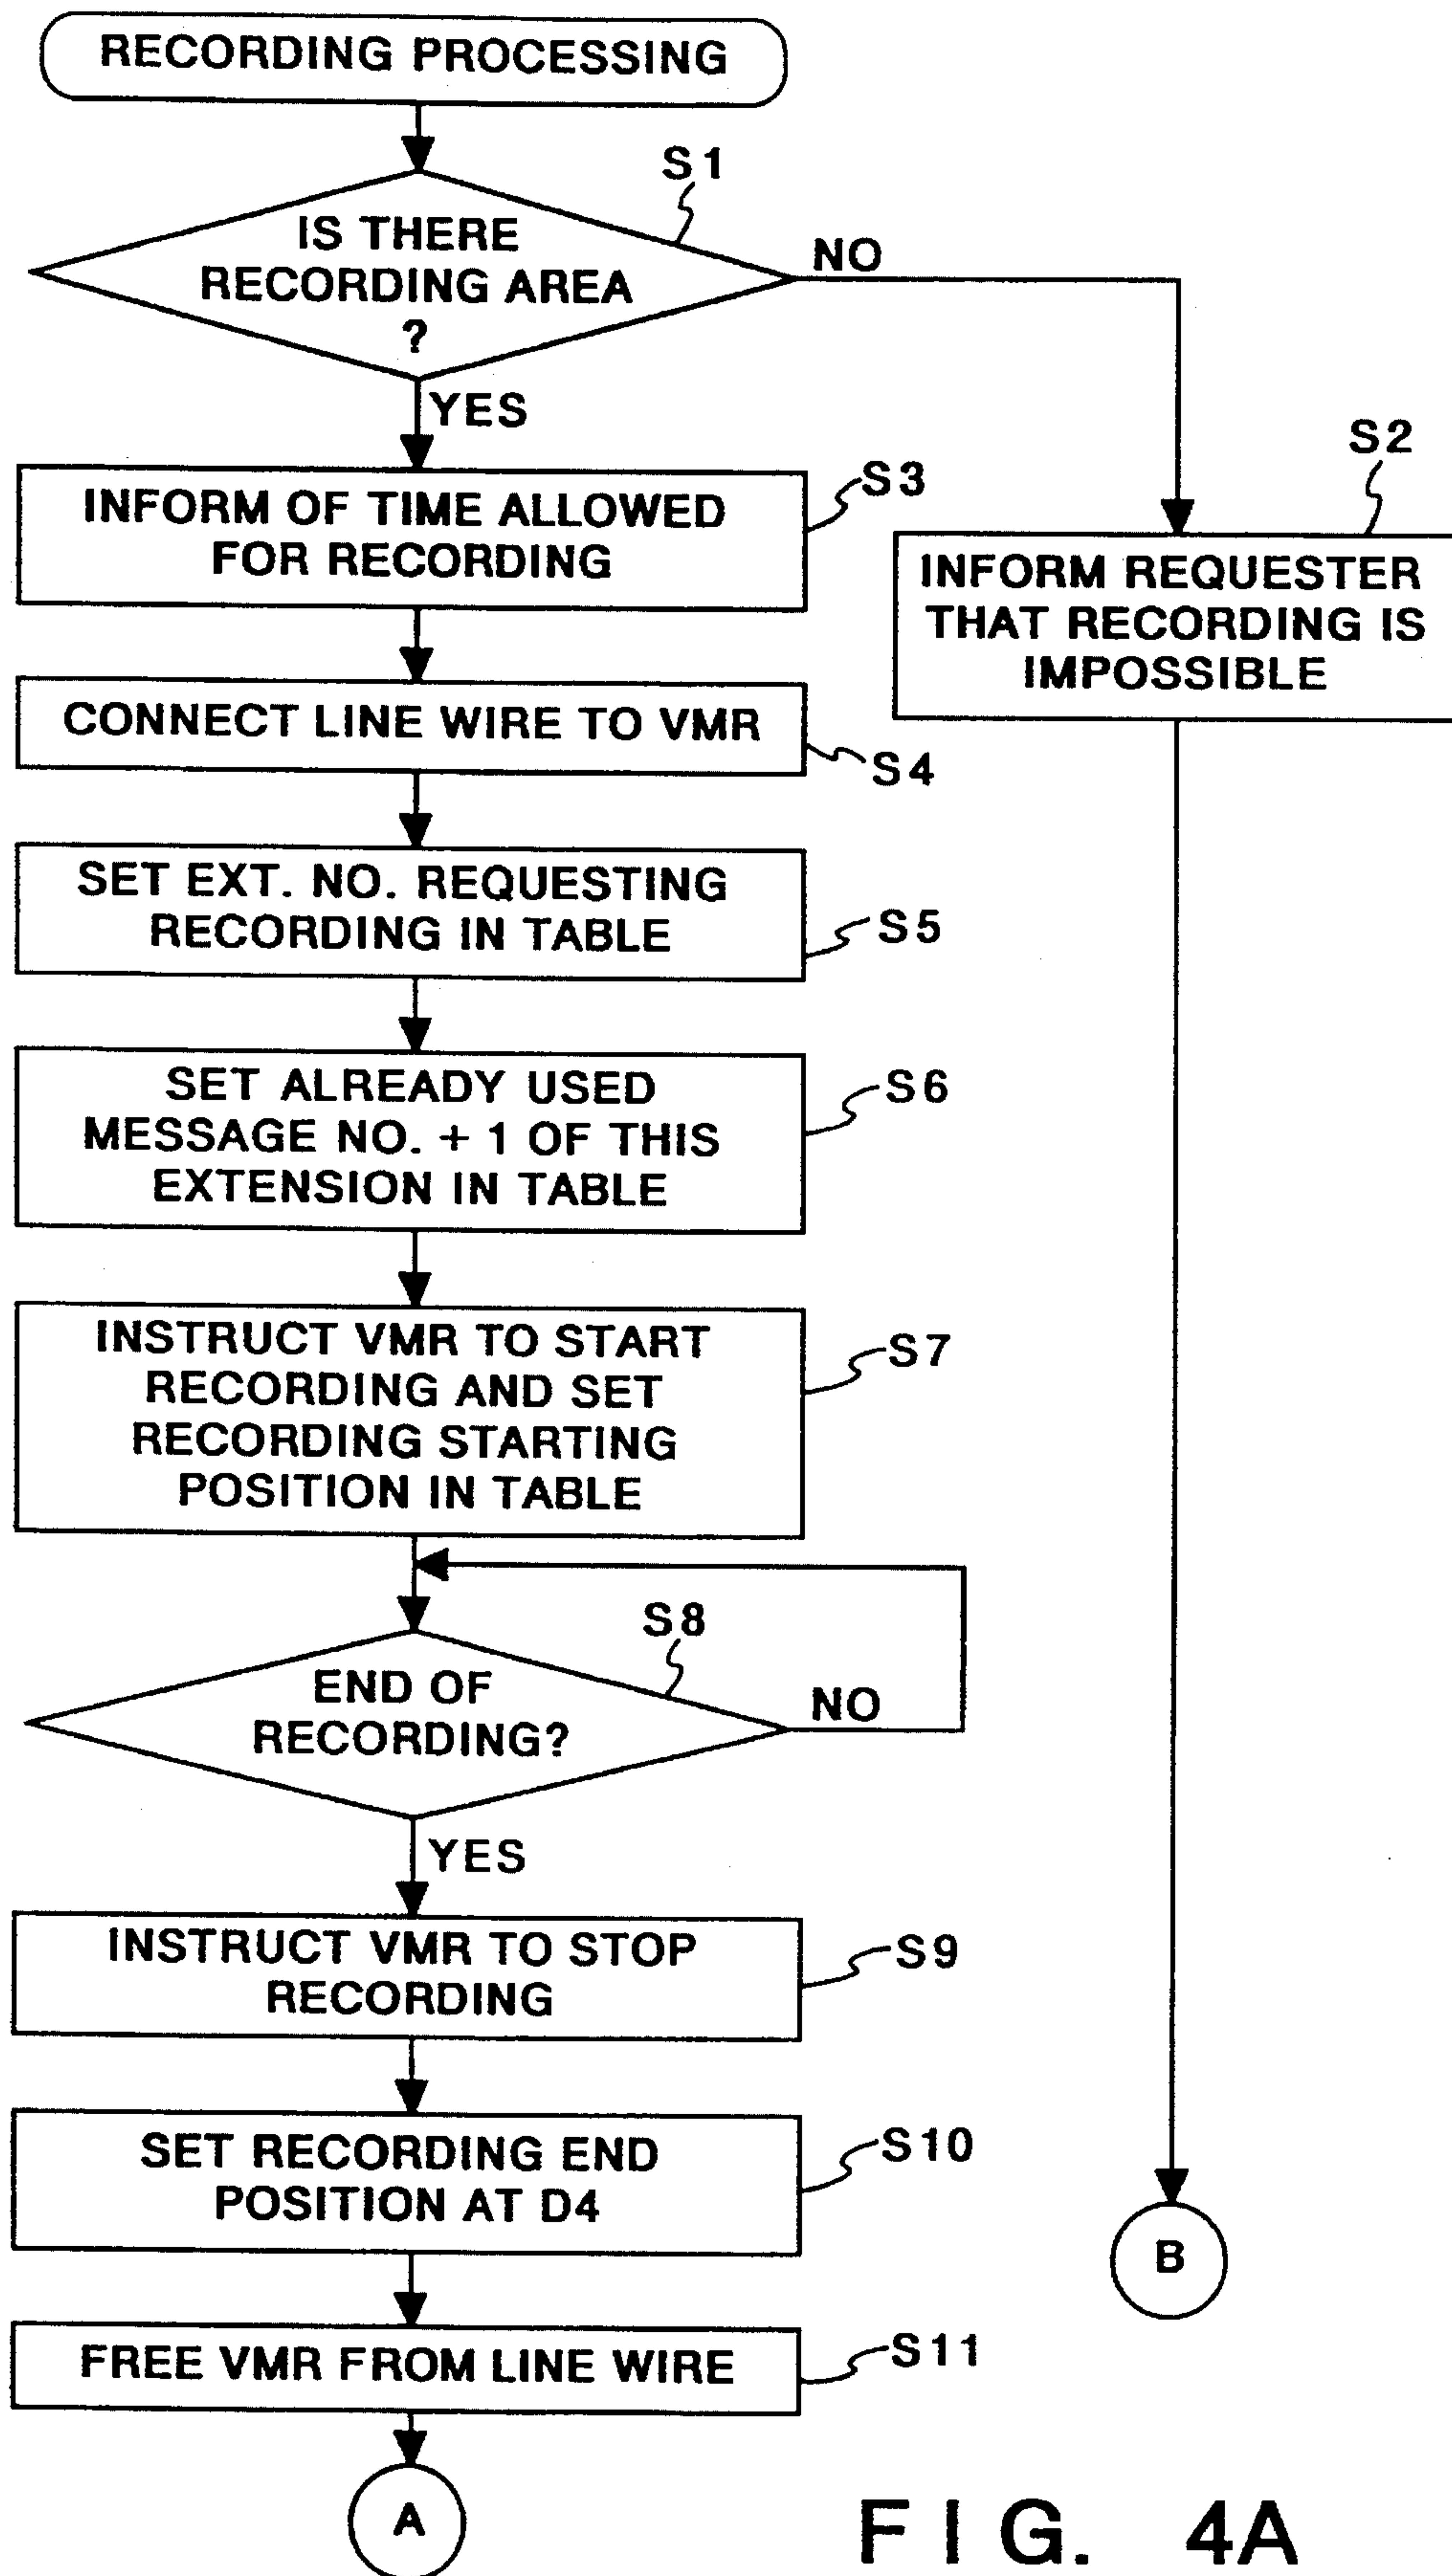 RECORDING PROCESSING
S1
IS THERE
RECORDING AREA
?
NO
YES
S3
INFORM OF TIME ALLOWED
FOR RECORDING
S2
INFORM REQUESTER
THAT RECORDING IS
IMPOSSIBLE
CONNECT LINE WIRE TO VMR
S4
SET EXT. NO. REQUESTING
RECORDING IN TABLE
S5
SET ALREADY USED
MESSAGE NO. + 1 OF THIS
EXTENSION IN TABLE
S6
INSTRUCT VMR TO START
RECORDING AND SET
RECORDING STARTING
POSITION IN TABLE
S7
S8
END OF
RECORDING?
NO
YES
INSTRUCT VMR TO STOP
RECORDING
S9
SET RECORDING END
POSITION AT D4
S10
B
FREE VMR FROM LINE WIRE
S11
A
FIG. 4A